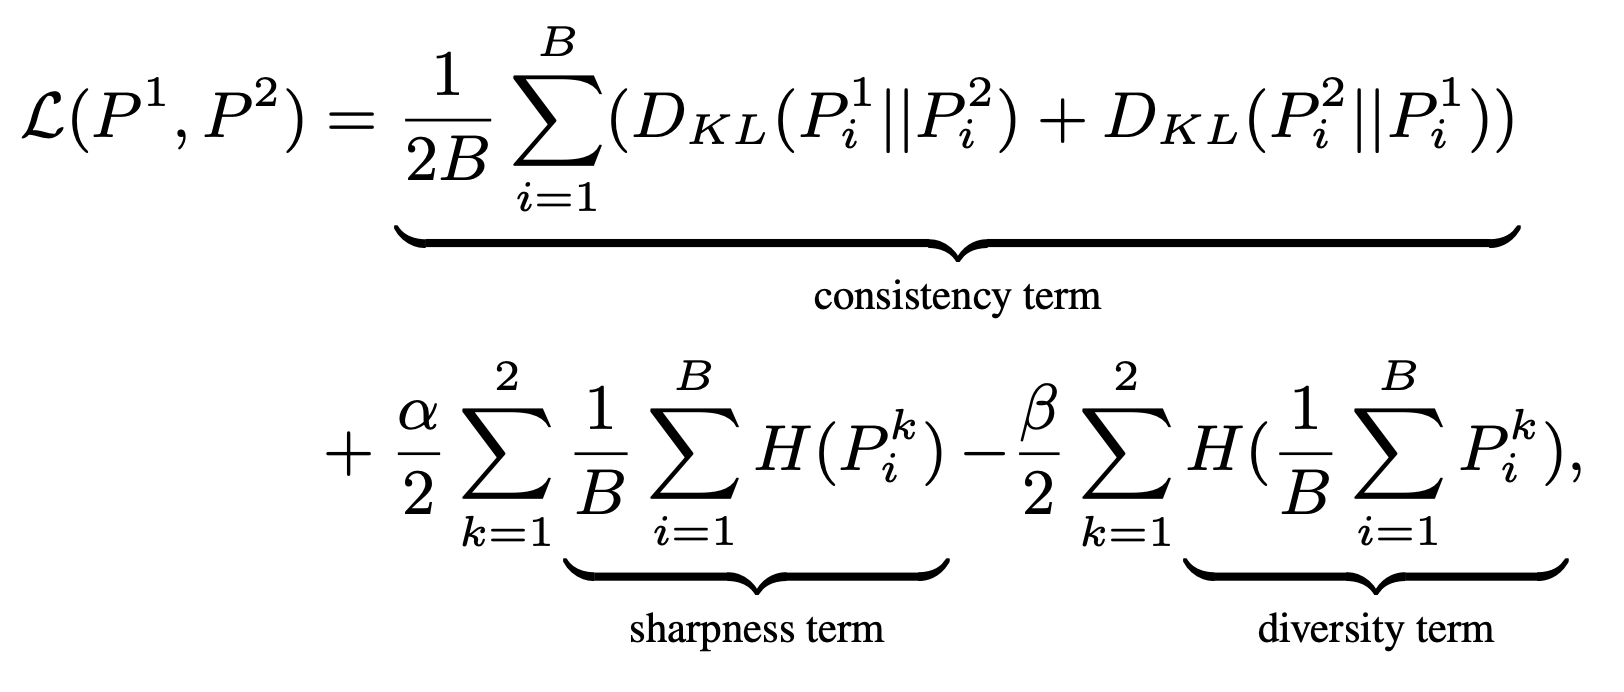 $\mathcal{L}(P^1, P^2) = \underbrace{\frac{1}{2B} \sum_{i=1}^{B} (D_{KL}(P_i^1 || P_i^2) + D_{KL}(P_i^2 || P_i^1))}_{\text{consistency term}}$
$+ \frac{\alpha}{2} \sum_{k=1}^{2} \underbrace{\frac{1}{B} \sum_{i=1}^{B} H(P_i^k)}_{\text{sharpness term}} - \frac{\beta}{2} \sum_{k=1}^{2} \underbrace{H(\frac{1}{B} \sum_{i=1}^{B} P_i^k)}_{\text{diversity term}},$